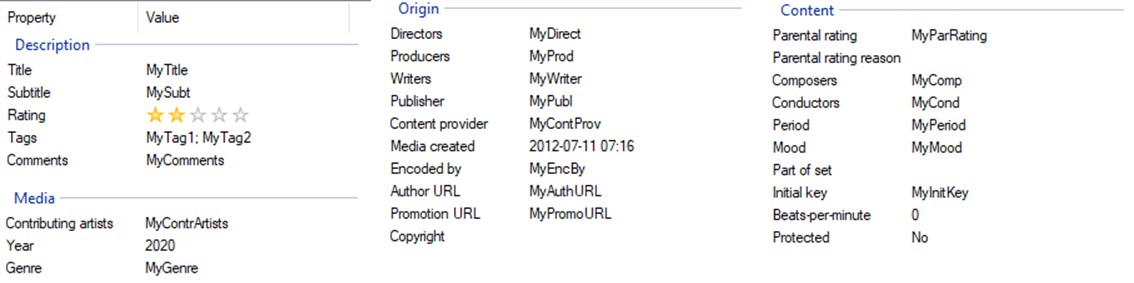 Property Value
Description
Title MyTitle
Subtitle MySubt
Rating
Tags MyTag1; MyTag2
Comments MyComments
Media
Contributing artists MyContrArtists
Year 2020
Genre MyGenre
Origin
Directors MyDirect
Producers MyProd
Writers MyWriter
Publisher MyPubl
Content provider MyContProv
Media created 2012-07-11 07:16
Encoded by MyEncBy
Author URL MyAuthURL
Promotion URL MyPromoURL
Copyright
Content
Parental rating MyParRating
Parental rating reason
Composers MyComp
Conductors MyCond
Period MyPeriod
Mood MyMood
Part of set
Initial key MyInitKey
Beats-per-minute 0
Protected No